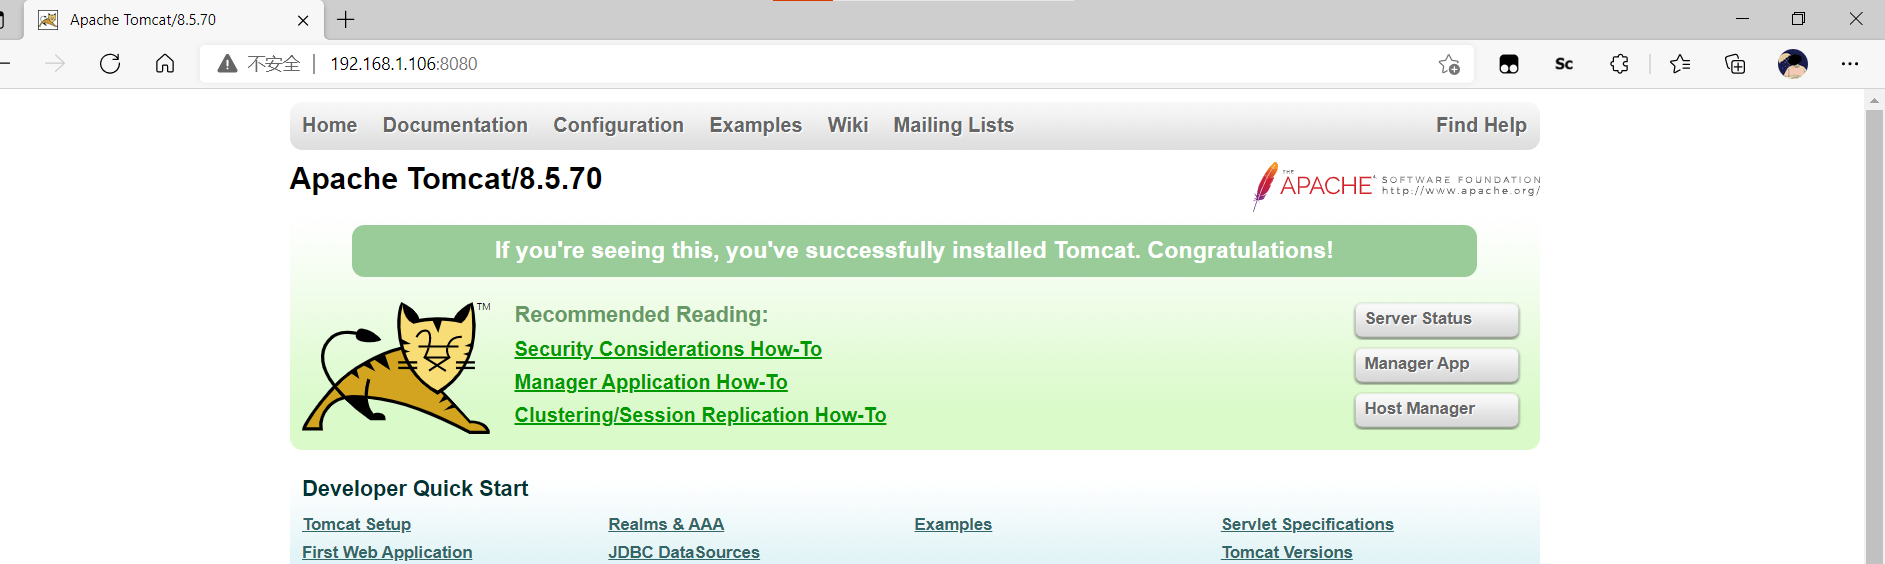 Apache Tomcat/8.5.70
不安全 192.168.1.106:8080
Sc
Home Documentation Configuration Examples Wiki Mailing Lists Find Help
Apache Tomcat/8.5.70
THE APACHE SOFTWARE FOUNDATION
http://www.apache.org/
If you're seeing this, you've successfully installed Tomcat. Congratulations!
TM
Recommended Reading:
Security Considerations How-To
Manager Application How-To
Clustering/Session Replication How-To
Server Status
Manager App
Host Manager
Developer Quick Start
Tomcat Setup Realms & AAA Examples Servlet Specifications
First Web Application JDBC DataSources Tomcat Versions